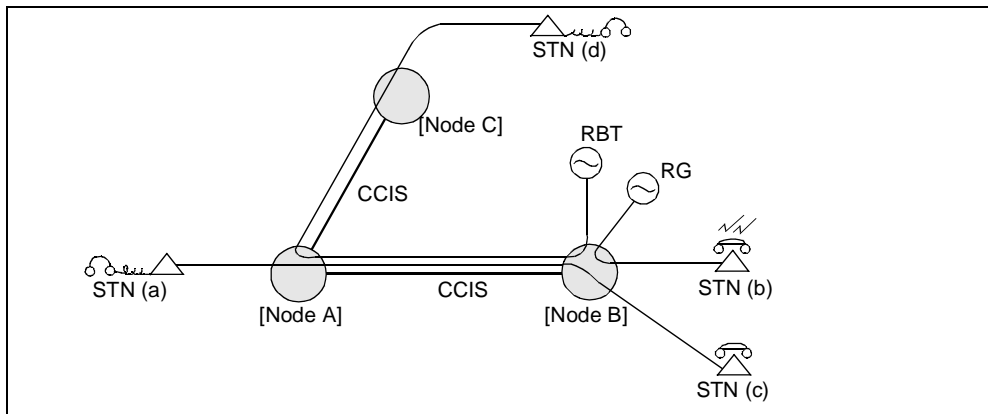 STN (d)
[Node C]
RBT
RG
CCIS
STN (a)
STN (b)
CCIS
[Node A]
[Node B]
STN (c)